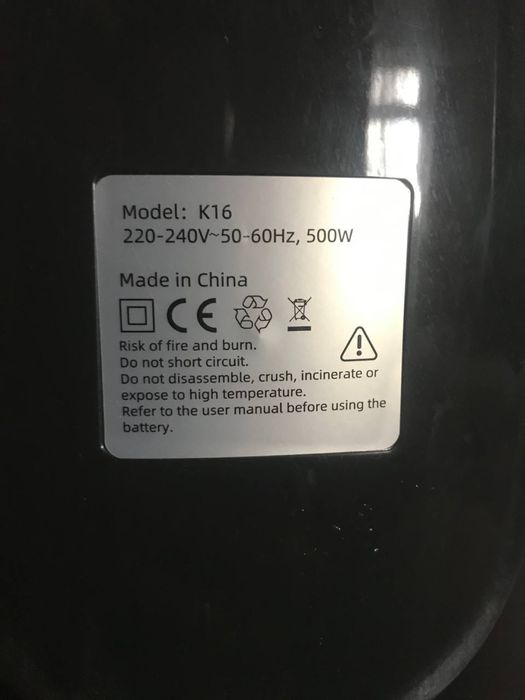 Model: K16
220-240V~50-60Hz, 500W
Made in China
CE
Risk of fire and burn.
Do not short circuit.
Do not disassemble, crush, incinerate or
expose to high temperature.
Refer to the user manual before using the
battery.